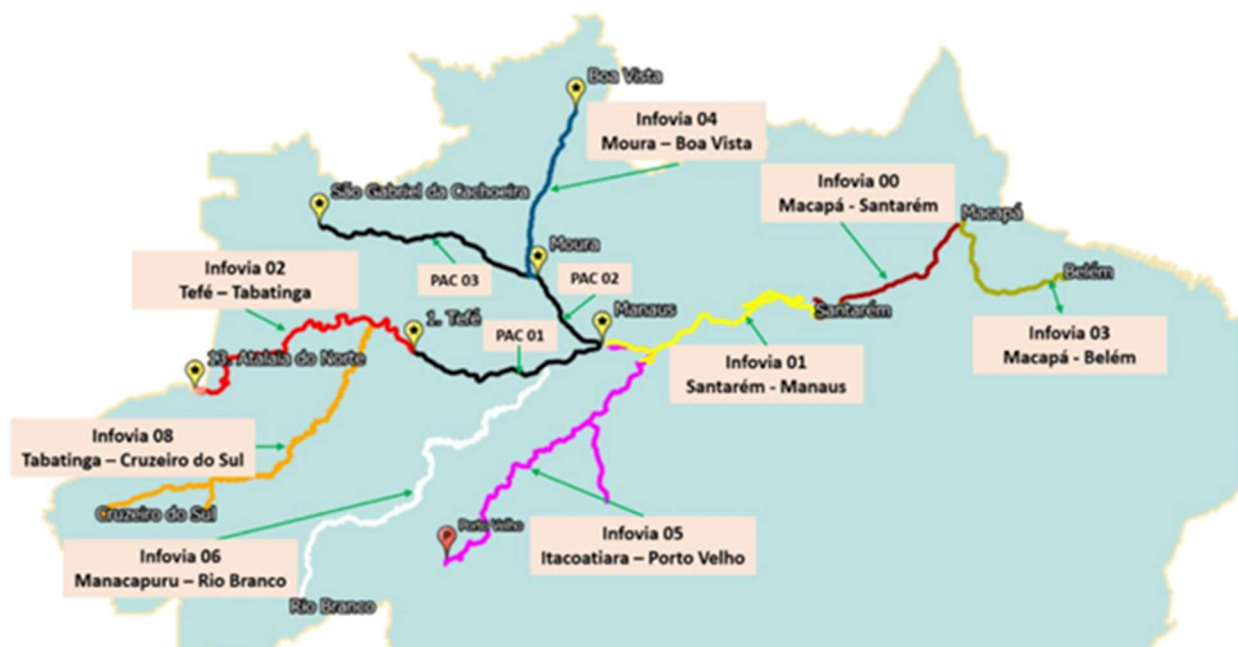 Boa Vista
Infovia 04
Moura – Boa Vista
São Gabriel da Cachoeira
Infovia 00
Macapá - Santarém
Macapá
Moura
Infovia 02
Tefé – Tabatinga
PAC 03
PAC 02
Belém
1. Tefé
Manaus
Santarém
PAC 01
Infovia 03
Macapá - Belém
13. Atalaia do Norte
Infovia 01
Santarém - Manaus
Infovia 08
Tabatinga – Cruzeiro do Sul
Cruzeiro do Sul
P
Porto Velho
Infovia 05
Itacoatiara – Porto Velho
Infovia 06
Manacapuru – Rio Branco
Rio Branco